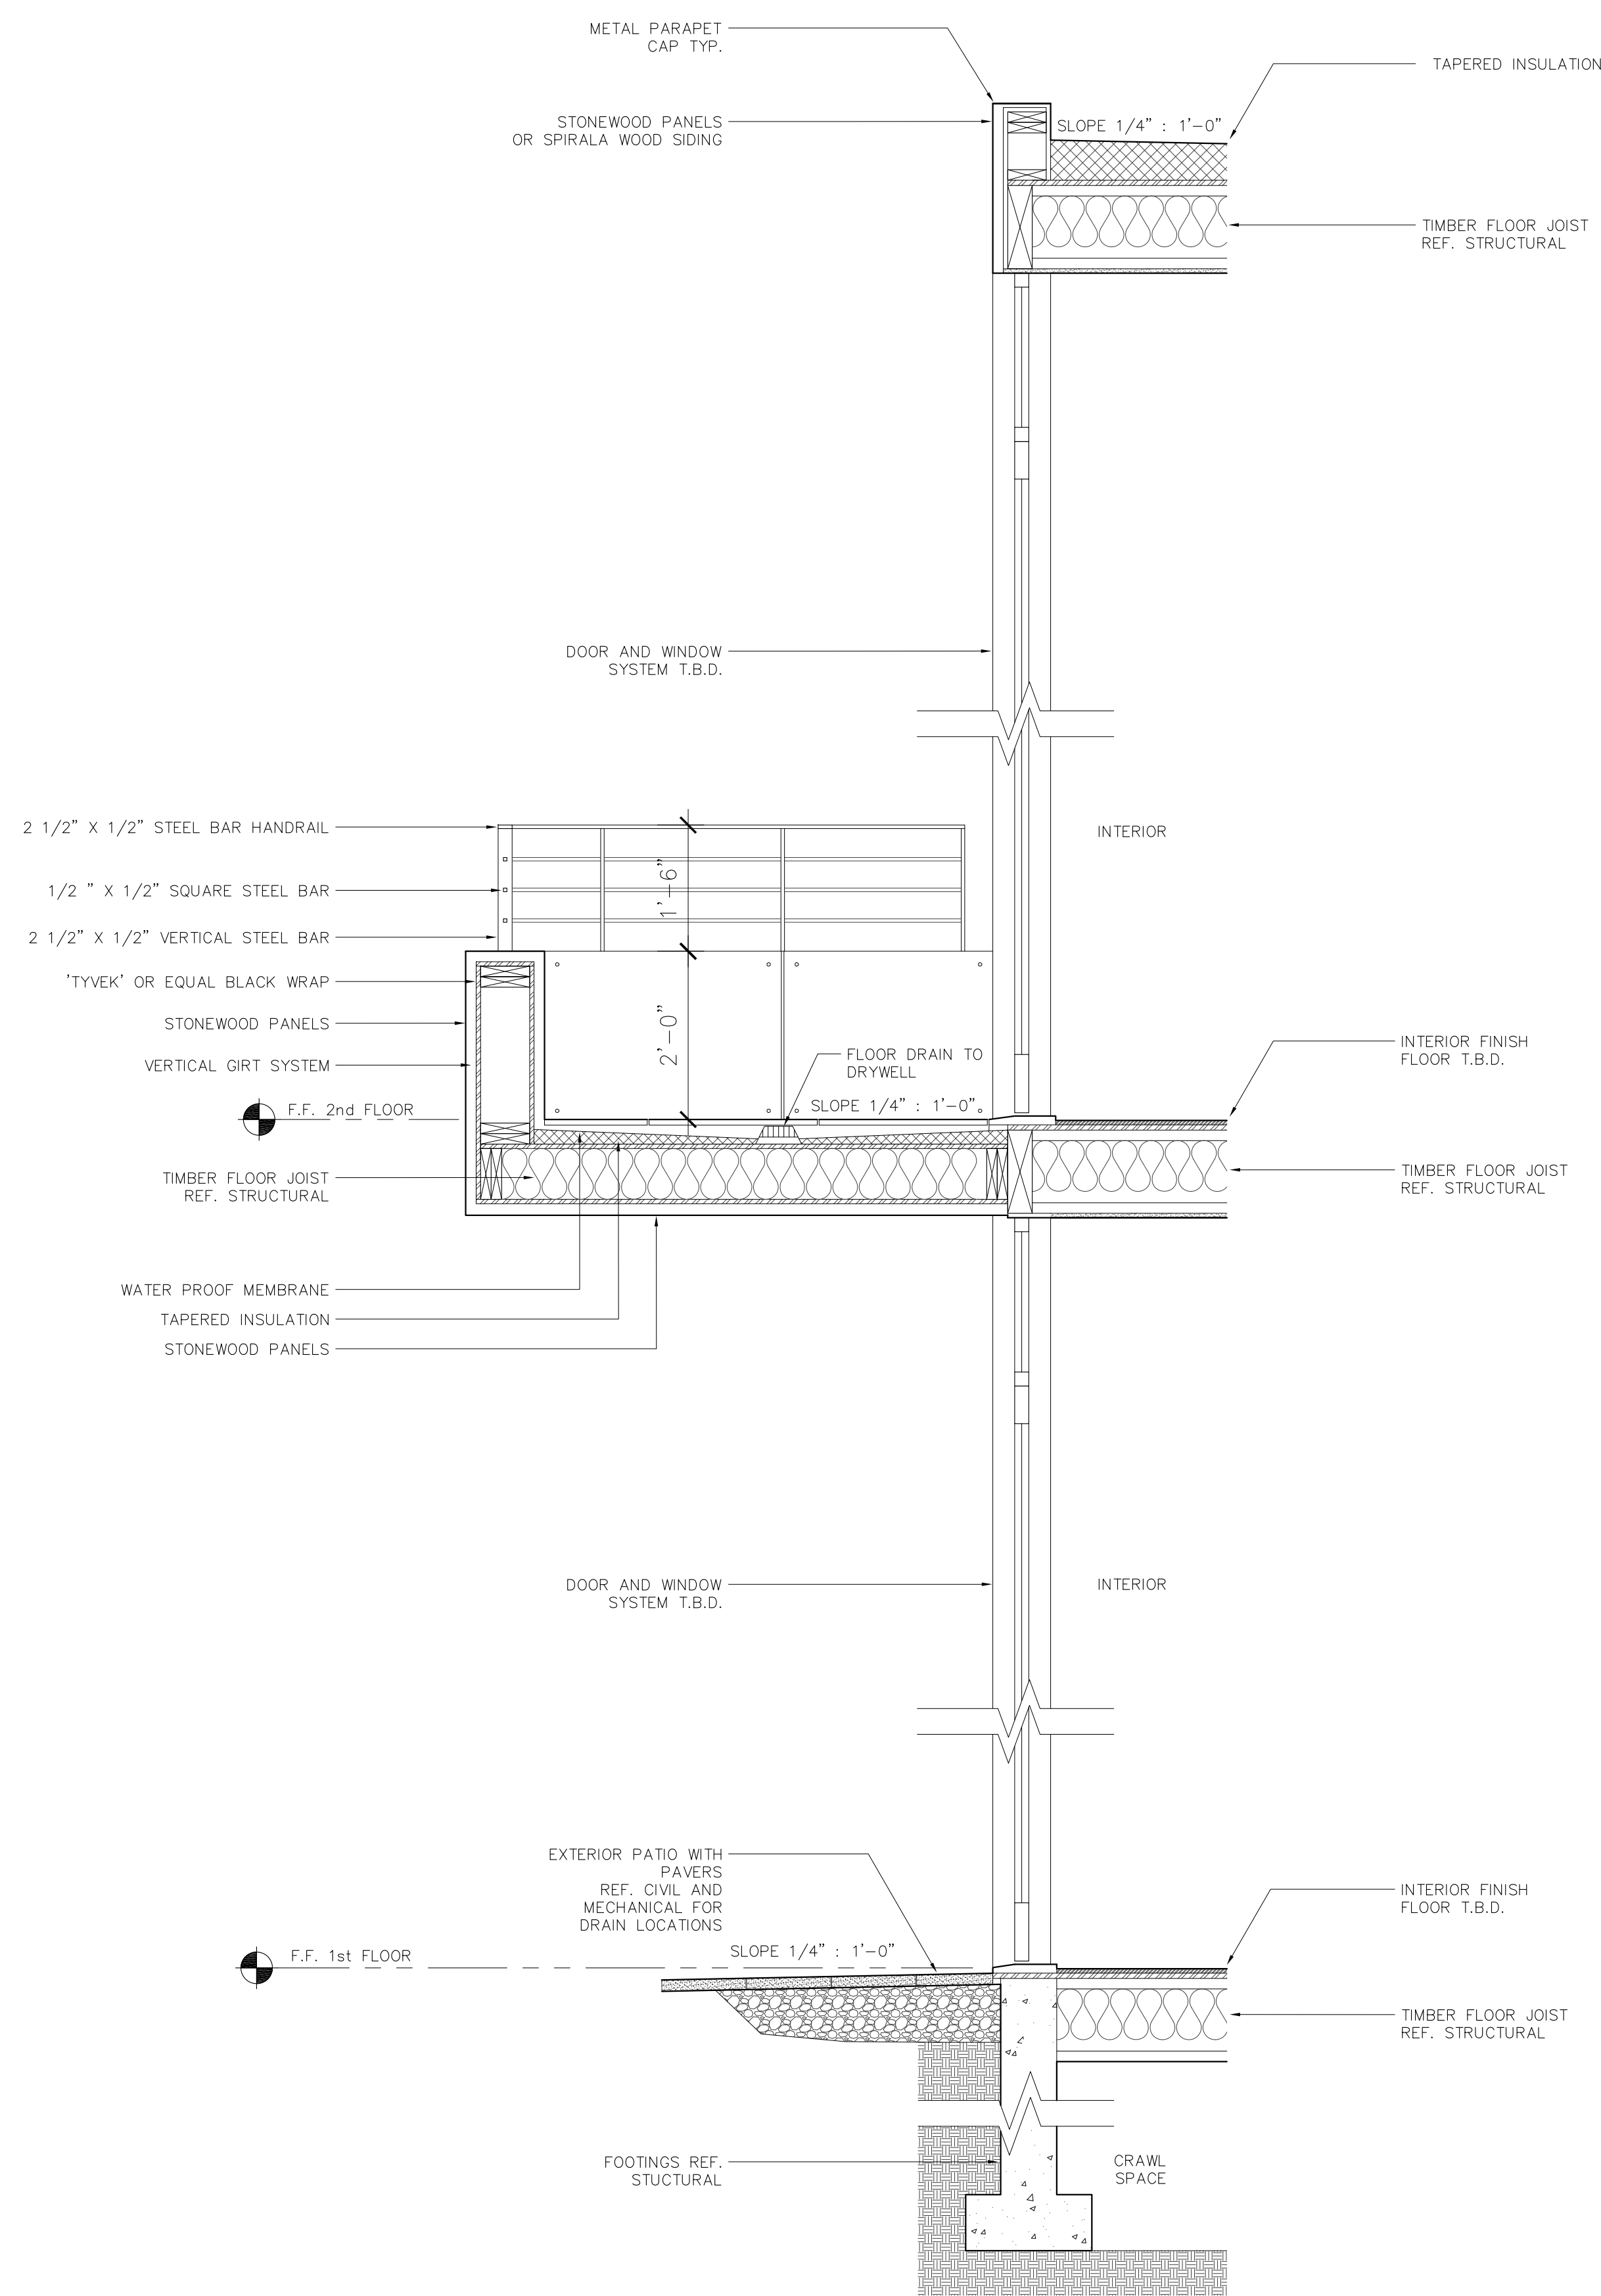 METAL PARAPET
CAP TYP.
TAPERED INSULATION
STONEWOOD PANELS
OR SPIRALA WOOD SIDING
SLOPE 1/4" : 1'-0"
TIMBER FLOOR JOIST
REF. STRUCTURAL
DOOR AND WINDOW
SYSTEM T.B.D.
2 1/2" X 1/2" STEEL BAR HANDRAIL
INTERIOR
1/2 " X 1/2" SQUARE STEEL BAR
1'-6"
2 1/2" X 1/2" VERTICAL STEEL BAR
'TYVEK' OR EQUAL BLACK WRAP
STONEWOOD PANELS
2'-0"
VERTICAL GIRT SYSTEM
FLOOR DRAIN TO
DRYWELL
INTERIOR FINISH
FLOOR T.B.D.
F.F. 2nd FLOOR
SLOPE 1/4" : 1'-0"
TIMBER FLOOR JOIST
REF. STRUCTURAL
TIMBER FLOOR JOIST
REF. STRUCTURAL
WATER PROOF MEMBRANE
TAPERED INSULATION
STONEWOOD PANELS
DOOR AND WINDOW
SYSTEM T.B.D.
INTERIOR
EXTERIOR PATIO WITH
PAVERS
REF. CIVIL AND
MECHANICAL FOR
DRAIN LOCATIONS
INTERIOR FINISH
FLOOR T.B.D.
F.F. 1st FLOOR
SLOPE 1/4" : 1'-0"
TIMBER FLOOR JOIST
REF. STRUCTURAL
FOOTINGS REF.
STUCTURAL
CRAWL
SPACE